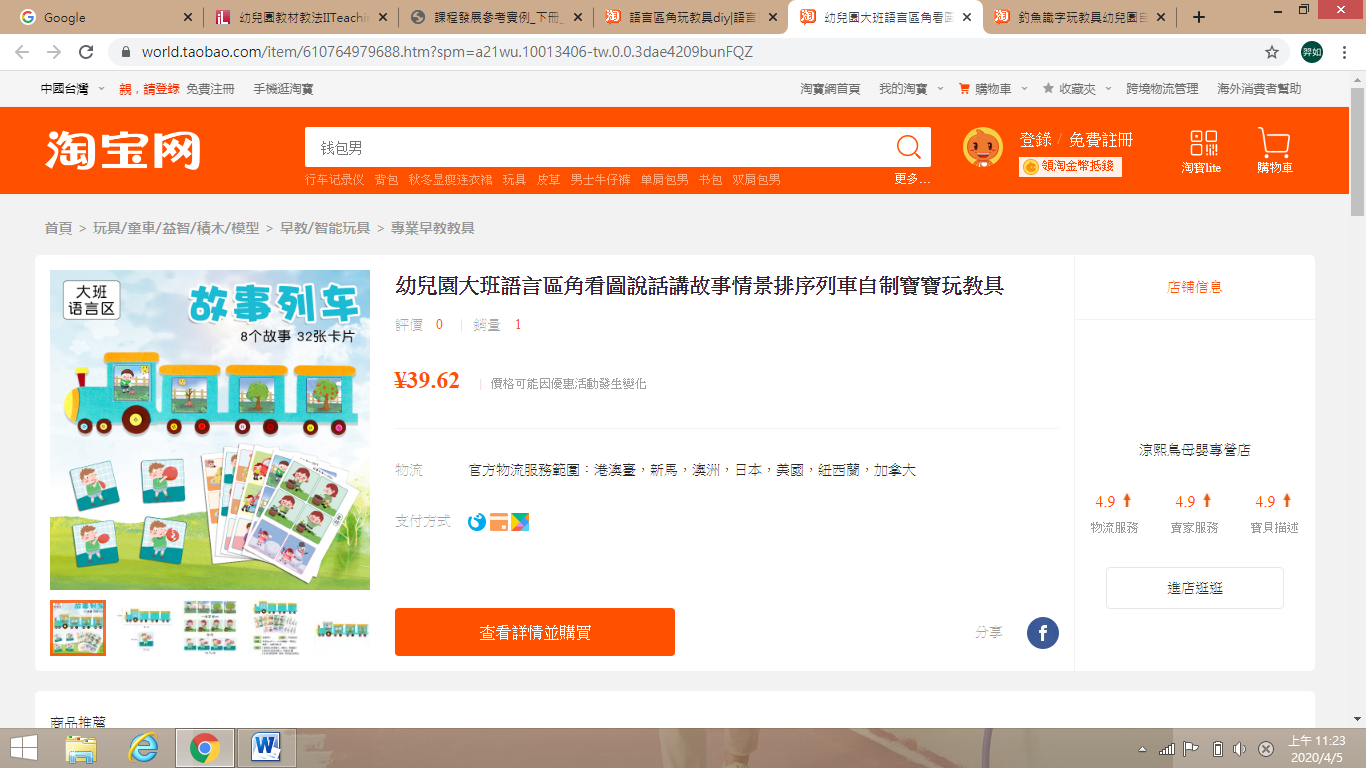 Google
幼兒園教材教法IITeachin
課程發展參考實例_下冊_
語言區角玩教具diy|語言
幼兒園大班語言區角看圖
釣魚識字玩教具幼兒園自
world.taobao.com/item/610764979688.htm?spm=a21wu.10013406-tw.0.0.3dae4209bunFQZ
羿如
中國台灣 親，請登錄 免費注冊 手機逛淘寶 淘寶網首頁 我的淘寶 購物車 收藏夾 跨境物流管理 海外消費者幫助
淘宝网
钱包男
登錄 / 免費註冊
領淘金幣抵錢
淘寶lite
購物車
行车记录仪 背包 秋冬显瘦连衣裙 玩具 皮草 男士牛仔裤 单肩包男 书包 双肩包男 更多...
首頁 > 玩具/童車/益智/積木/模型 > 早教/智能玩具 > 專業早教教具
大班
语言区
故事列车
8个故事 32张卡片
幼兒園大班語言區角看圖說話講故事情景排序列車自制寶寶玩教具
評價 0 銷量 1
¥39.62 價格可能因優惠活動發生變化
物流 官方物流服務範圍：港澳臺，新馬，澳洲，日本，美國，紐西蘭，加拿大
支付方式
查看詳情並購買
分享
店铺信息
涼熙鳥母嬰專營店
4.9 4.9 4.9
物流服務 賣家服務 寶貝描述
進店逛逛
商品推薦
上午 11:23
2020/4/5